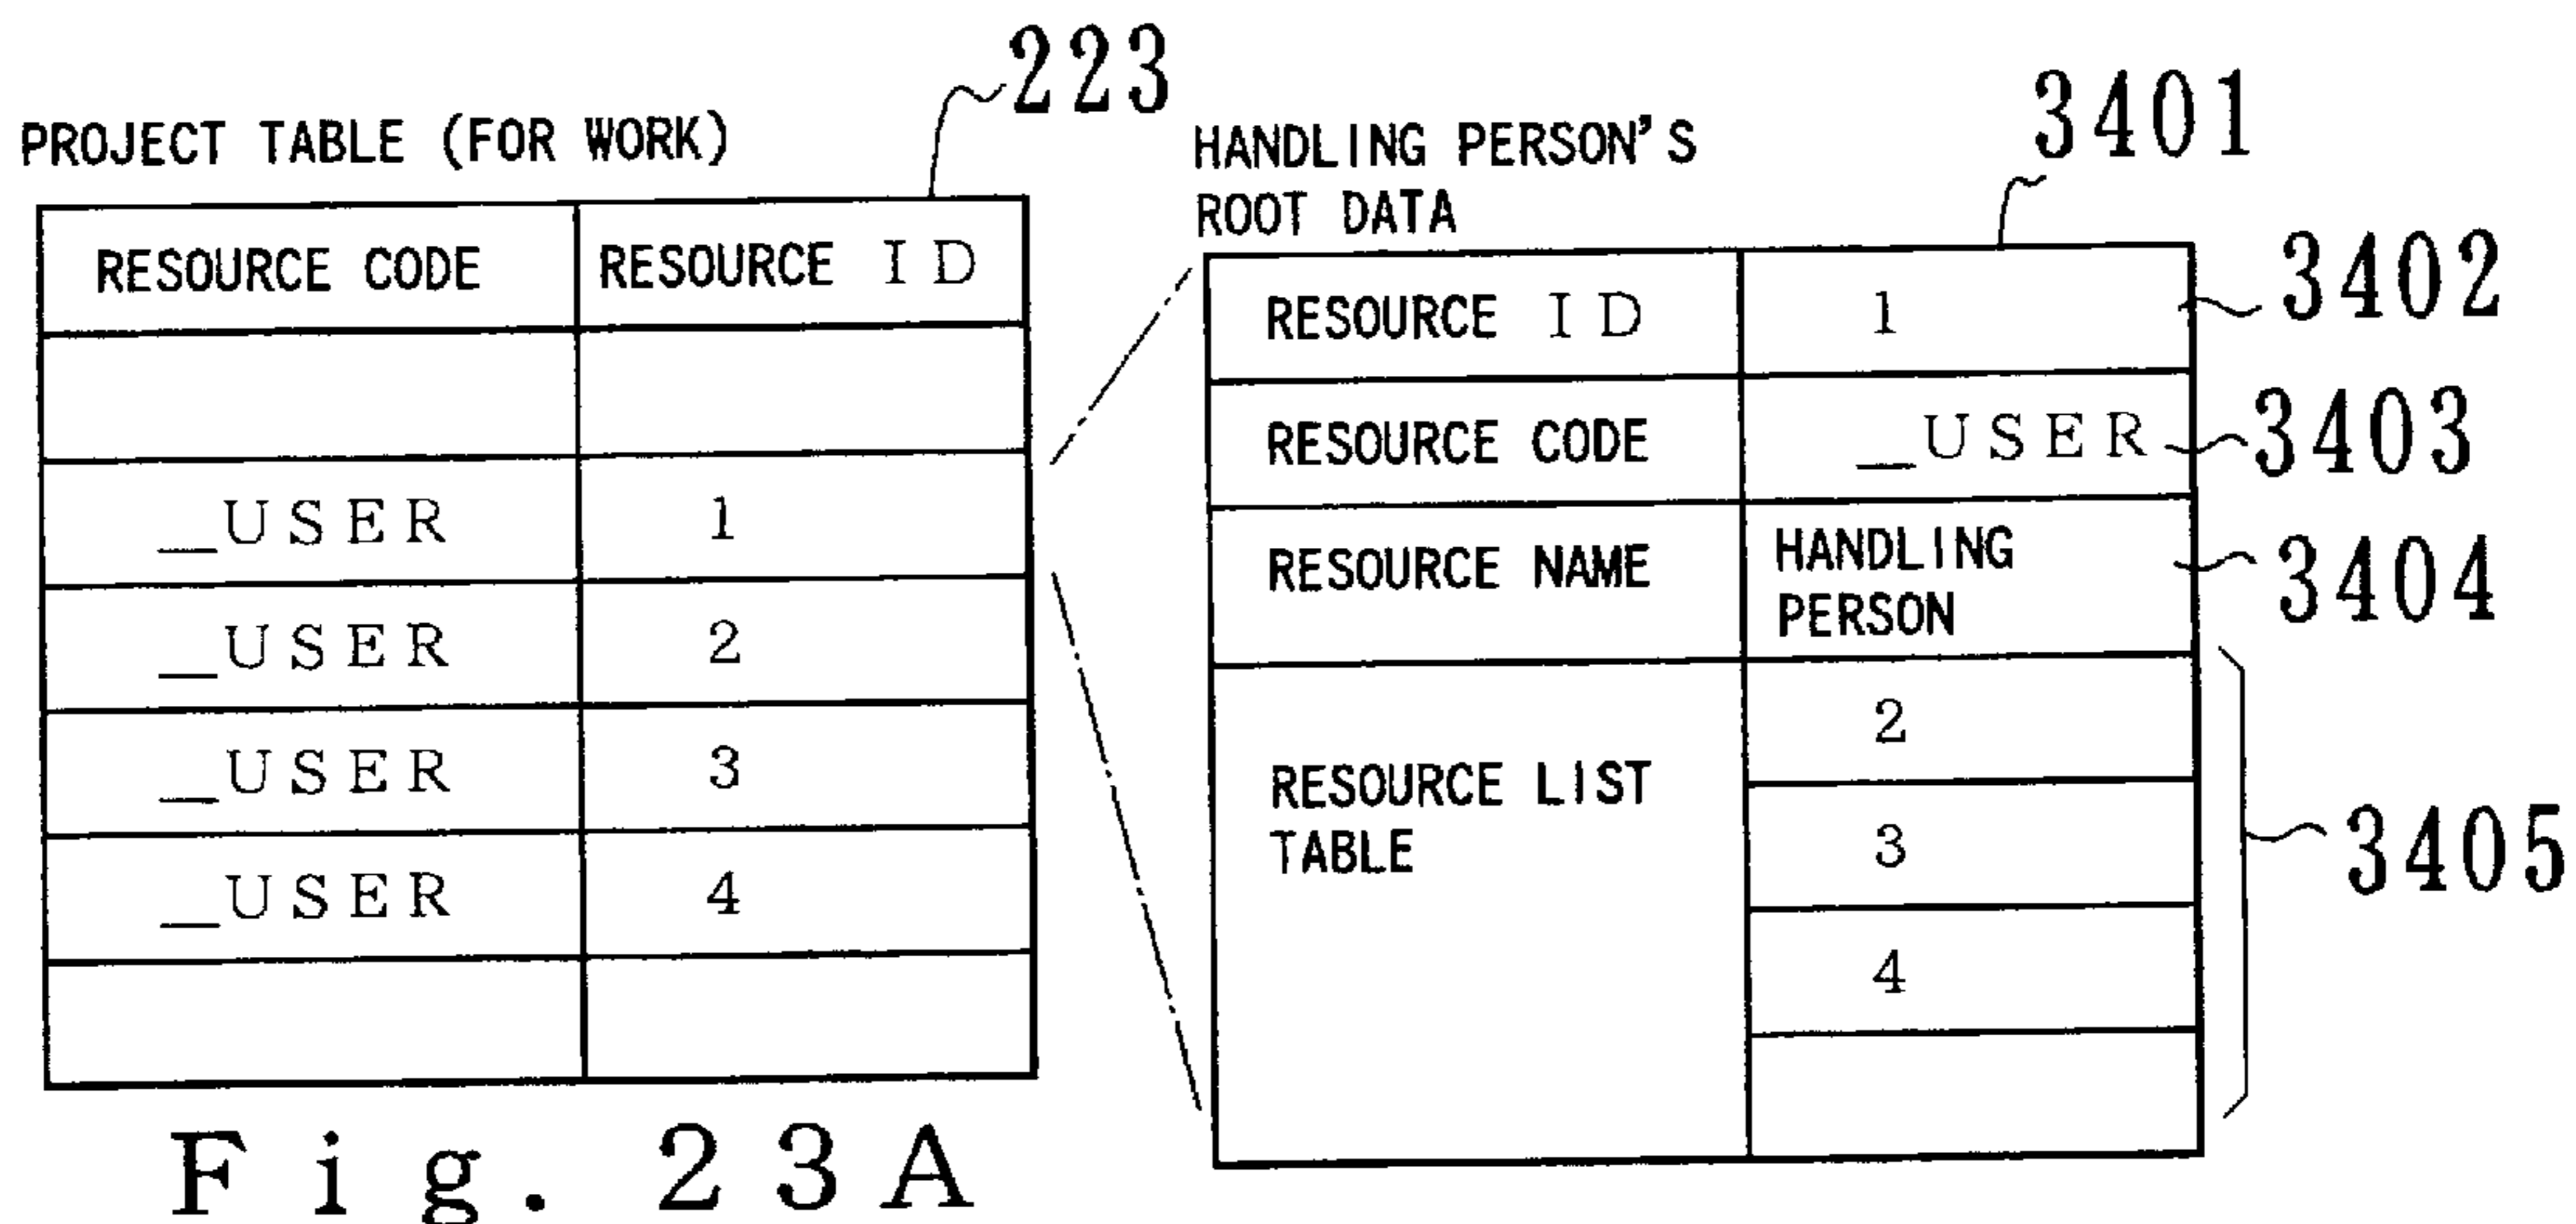 223
PROJECT TABLE (FOR WORK)
RESOURCE CODE RESOURCE ID
_USER 1
_USER 2
_USER 3
_USER 4
HANDLING PERSON'S
ROOT DATA
3401
RESOURCE ID 1 3402
RESOURCE CODE _USER 3403
RESOURCE NAME HANDLING
PERSON 3404
RESOURCE LIST
TABLE
2
3
4
3405
Fig. 23A